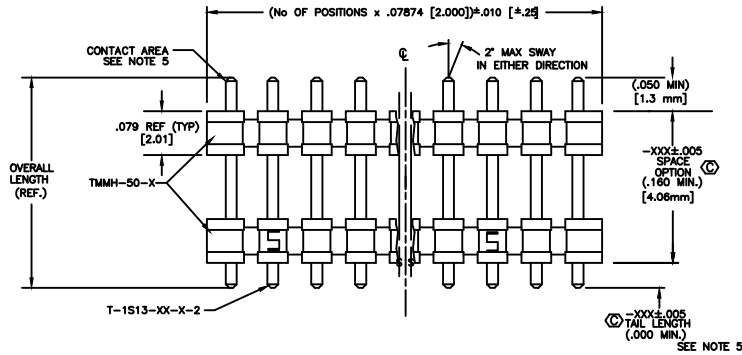 (No OF POSITIONS x .07874 [2.000])±.010 [±.25]
CONTACT AREA
SEE NOTE 5
℄
2° MAX SWAY
IN EITHER DIRECTION
(.050 MIN)
[1.3 mm]
.079 REF (TYP)
[2.01]
-XXX±.005
SPACE
OPTION
(.160 MIN.)
[4.06mm]
C
OVERALL
LENGTH
(REF.)
TMMH-50-X
S
S
S S
T-1S13-XX-X-2
C
-XXX±.005
TAIL LENGTH
(.000 MIN.)
SEE NOTE 5